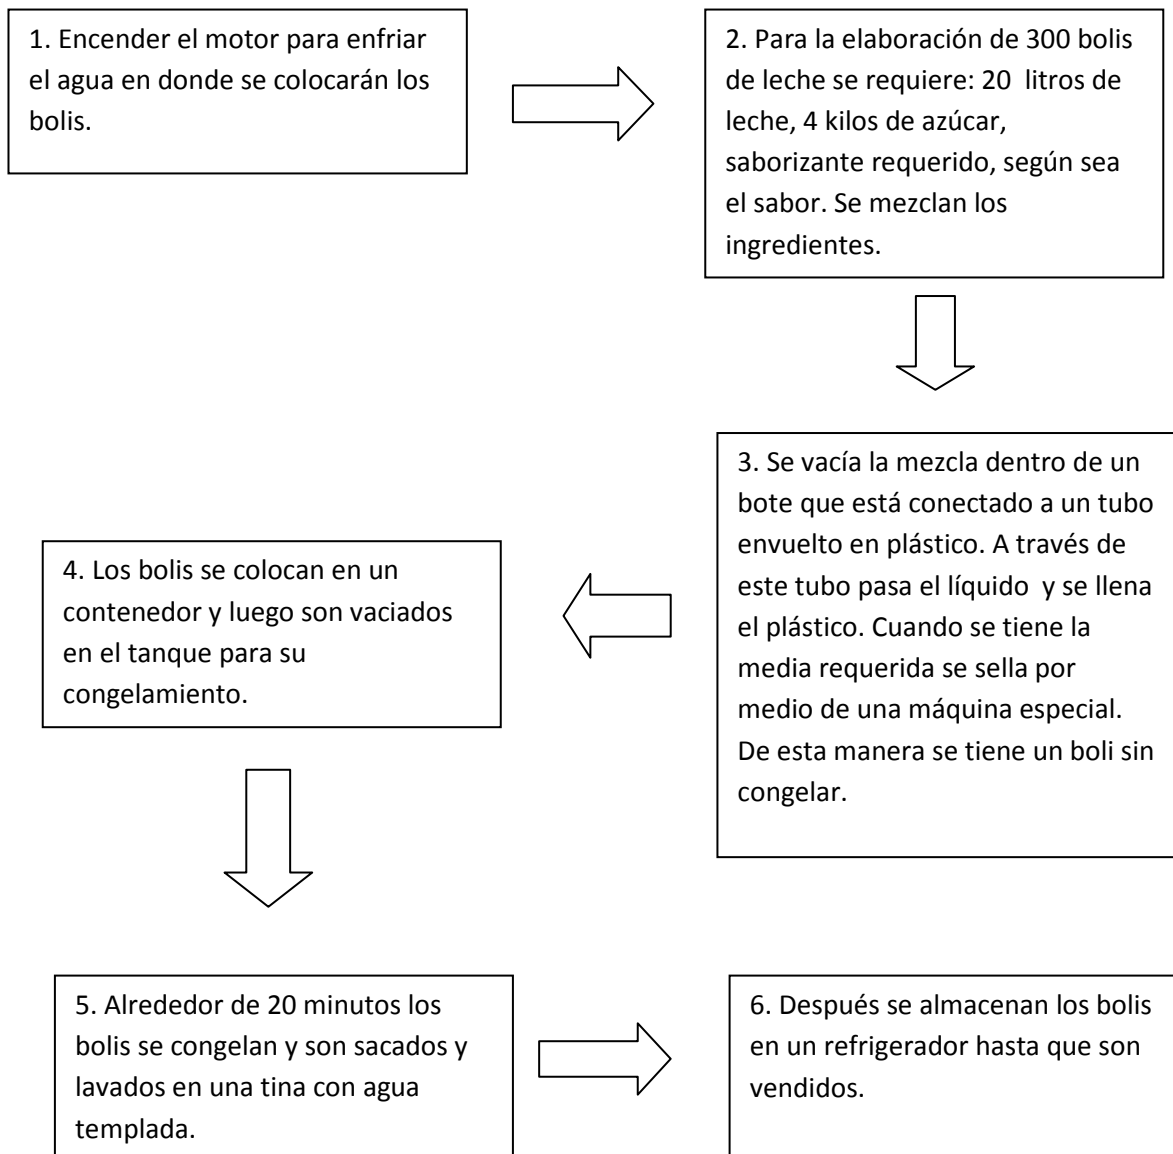 1. Encender el motor para enfriar
el agua en donde se colocarán los
bolis.
2. Para la elaboración de 300 bolis
de leche se requiere: 20  litros de
leche, 4 kilos de azúcar,
saborizante requerido, según sea
el sabor. Se mezclan los
ingredientes.
3. Se vacía la mezcla dentro de un
bote que está conectado a un tubo
envuelto en plástico. A través de
este tubo pasa el líquido  y se llena
el plástico. Cuando se tiene la
media requerida se sella por
medio de una máquina especial.
De esta manera se tiene un boli sin
congelar.
4. Los bolis se colocan en un
contenedor y luego son vaciados
en el tanque para su
congelamiento.
5. Alrededor de 20 minutos los
bolis se congelan y son sacados y
lavados en una tina con agua
templada.
6. Después se almacenan los bolis
en un refrigerador hasta que son
vendidos.